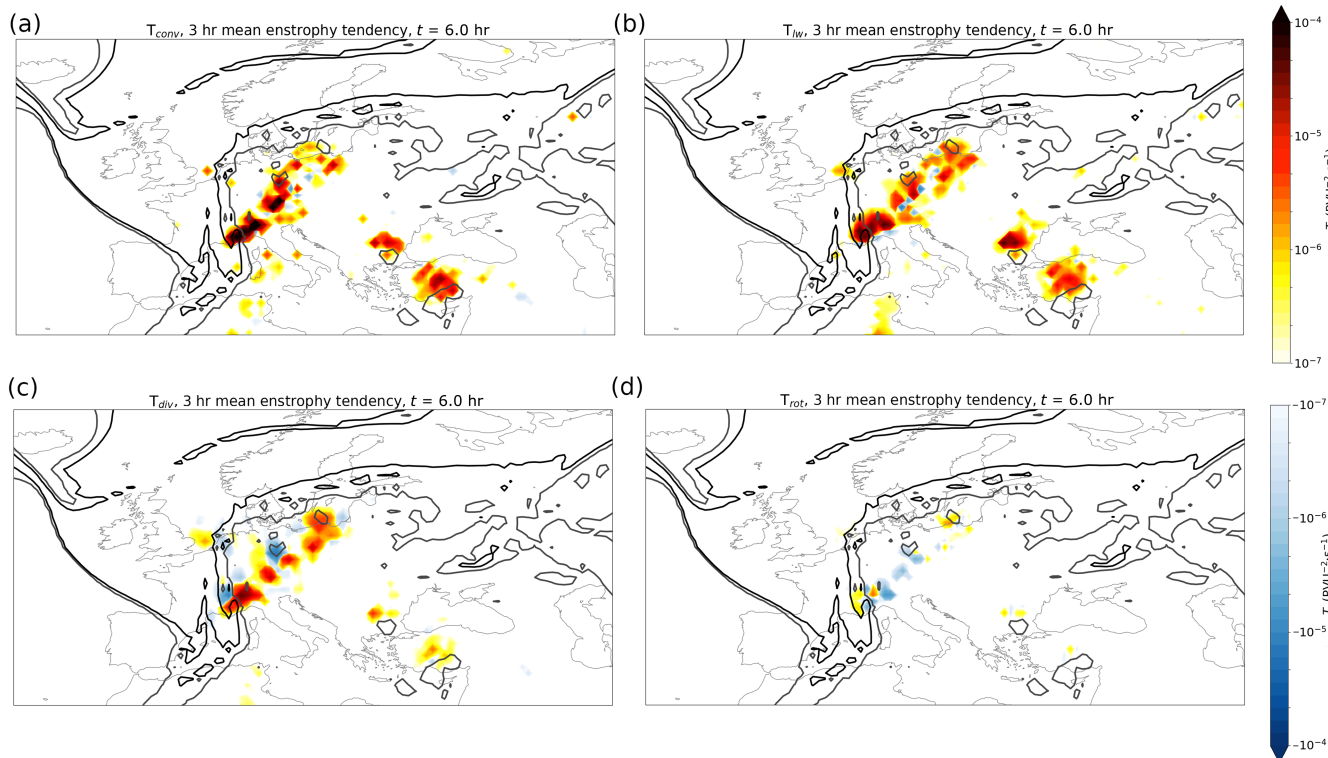 (a)
T_conv, 3 hr mean enstrophy tendency, t = 6.0 hr
(b)
T_lw, 3 hr mean enstrophy tendency, t = 6.0 hr
10⁻⁴
10⁻⁵
10⁻⁶
10⁻⁷
(c)
T_div, 3 hr mean enstrophy tendency, t = 6.0 hr
(d)
T_rot, 3 hr mean enstrophy tendency, t = 6.0 hr
−10⁻⁷
−10⁻⁶
−10⁻⁵
−10⁻⁴